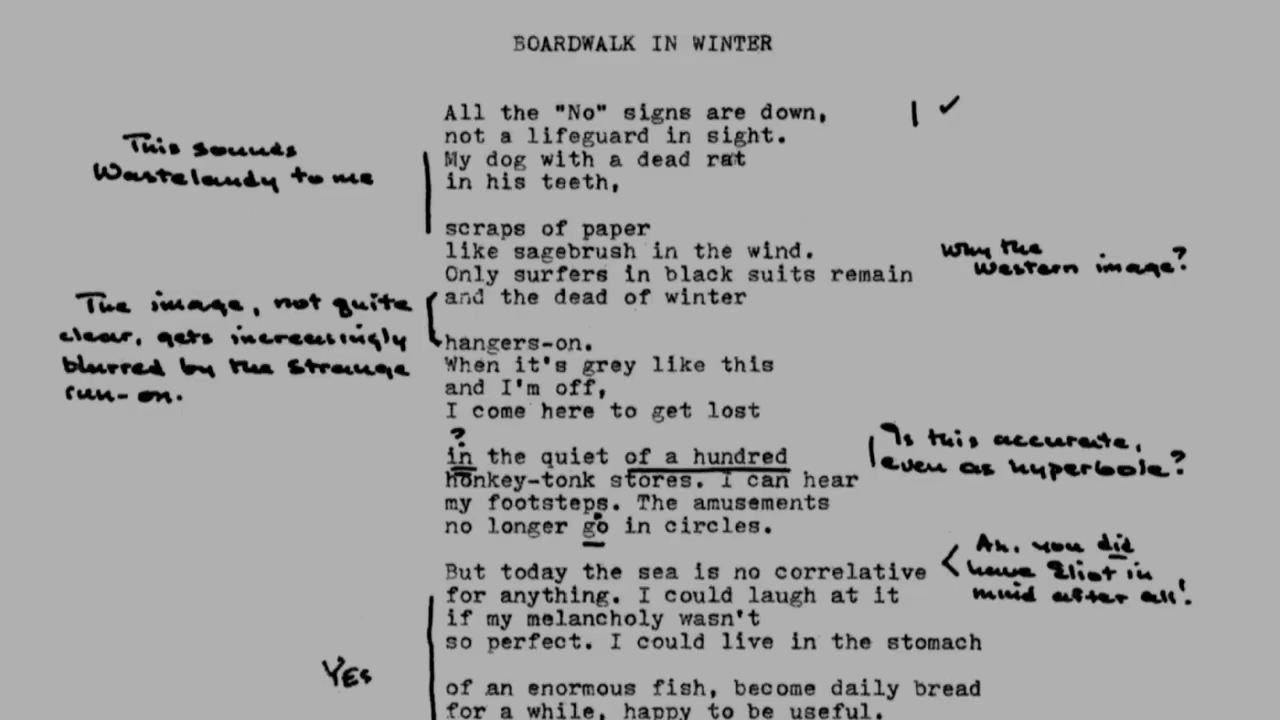 BOARDWALK IN WINTER
All the "No" signs are down,
not a lifeguard in sight.
This sounds
Wastelandy to me
My dog with a dead rat
in his teeth,
scraps of paper
like sagebrush in the wind.
Why the
Western image?
Only surfers in black suits remain
and the dead of winter
The image, not quite
clear, gets increasingly
blurred by the strange
run-on.
hangers-on.
When it's grey like this
and I'm off,
I come here to get lost
?
in the quiet of a hundred
Is this accurate,
even as hyperbole?
honkey-tonk stores. I can hear
my footsteps. The amusements
no longer go in circles.
But today the sea is no correlative
Ah, you did
have Eliot in
mind after all!
for anything. I could laugh at it
if my melancholy wasn't
so perfect. I could live in the stomach
YES
of an enormous fish, become daily bread
for a while, happy to be useful.